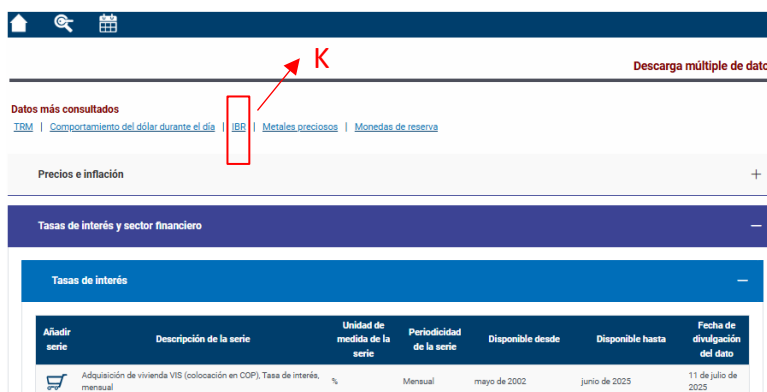 K
Descarga múltiple de dato
Datos más consultados
TRM | Comportamiento del dólar durante el día | IBR | Metales preciosos | Monedas de reserva
Precios e inflación
Tasas de interés y sector financiero
Tasas de interés
Añadir serie
Descripción de la serie
Unidad de medida de la serie
Periodicidad de la serie
Disponible desde
Disponible hasta
Fecha de divulgación del dato
Adquisición de vivienda VIS (colocación en COP), Tasa de interés,
mensual
%
Mensual
mayo de 2002
junio de 2025
11 de julio de
2025